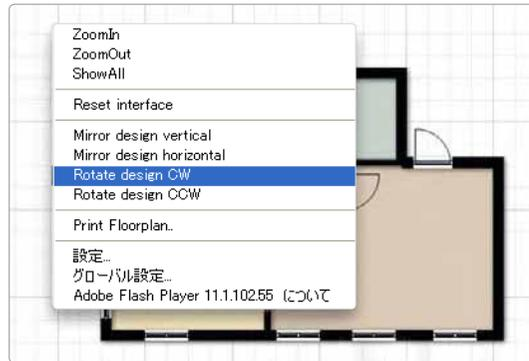 ZoomIn
ZoomOut
ShowAll
Reset interface
Mirror design vertical
Mirror design horizontal
Rotate design CW
Rotate design CCW
Print Floorplan..
設定...
グローバル設定...
Adobe Flash Player 11.1.102.55 について